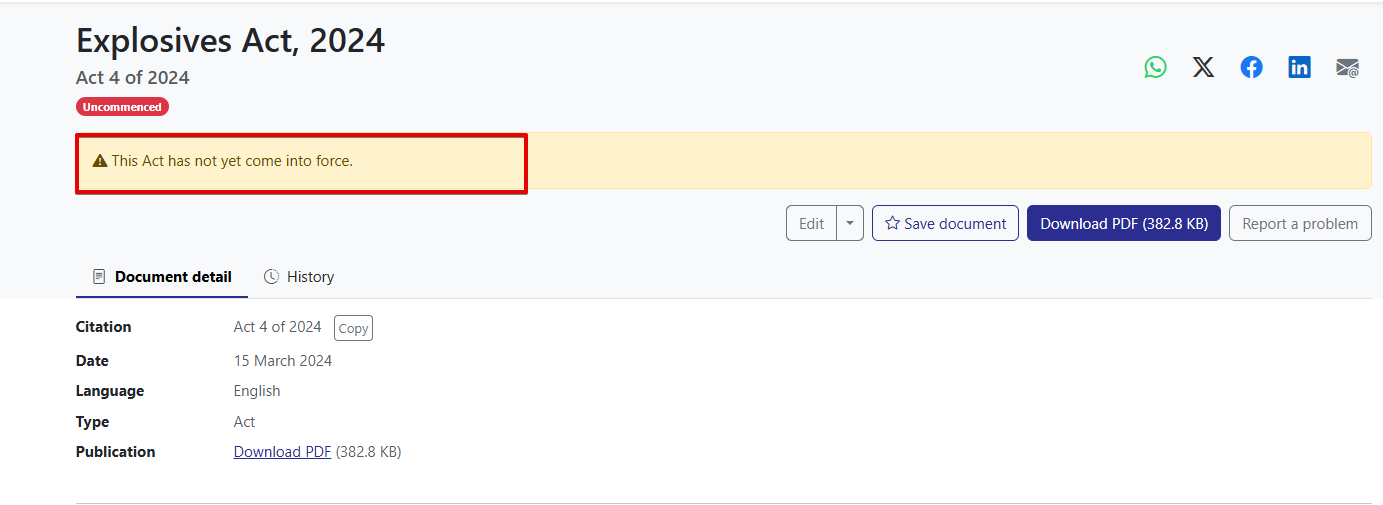 Explosives Act, 2024
Act 4 of 2024
Uncommenced
This Act has not yet come into force.
Edit Save document Download PDF (382.8 KB) Report a problem
Document detail History
Citation Act 4 of 2024 Copy
Date 15 March 2024
Language English
Type Act
Publication Download PDF (382.8 KB)